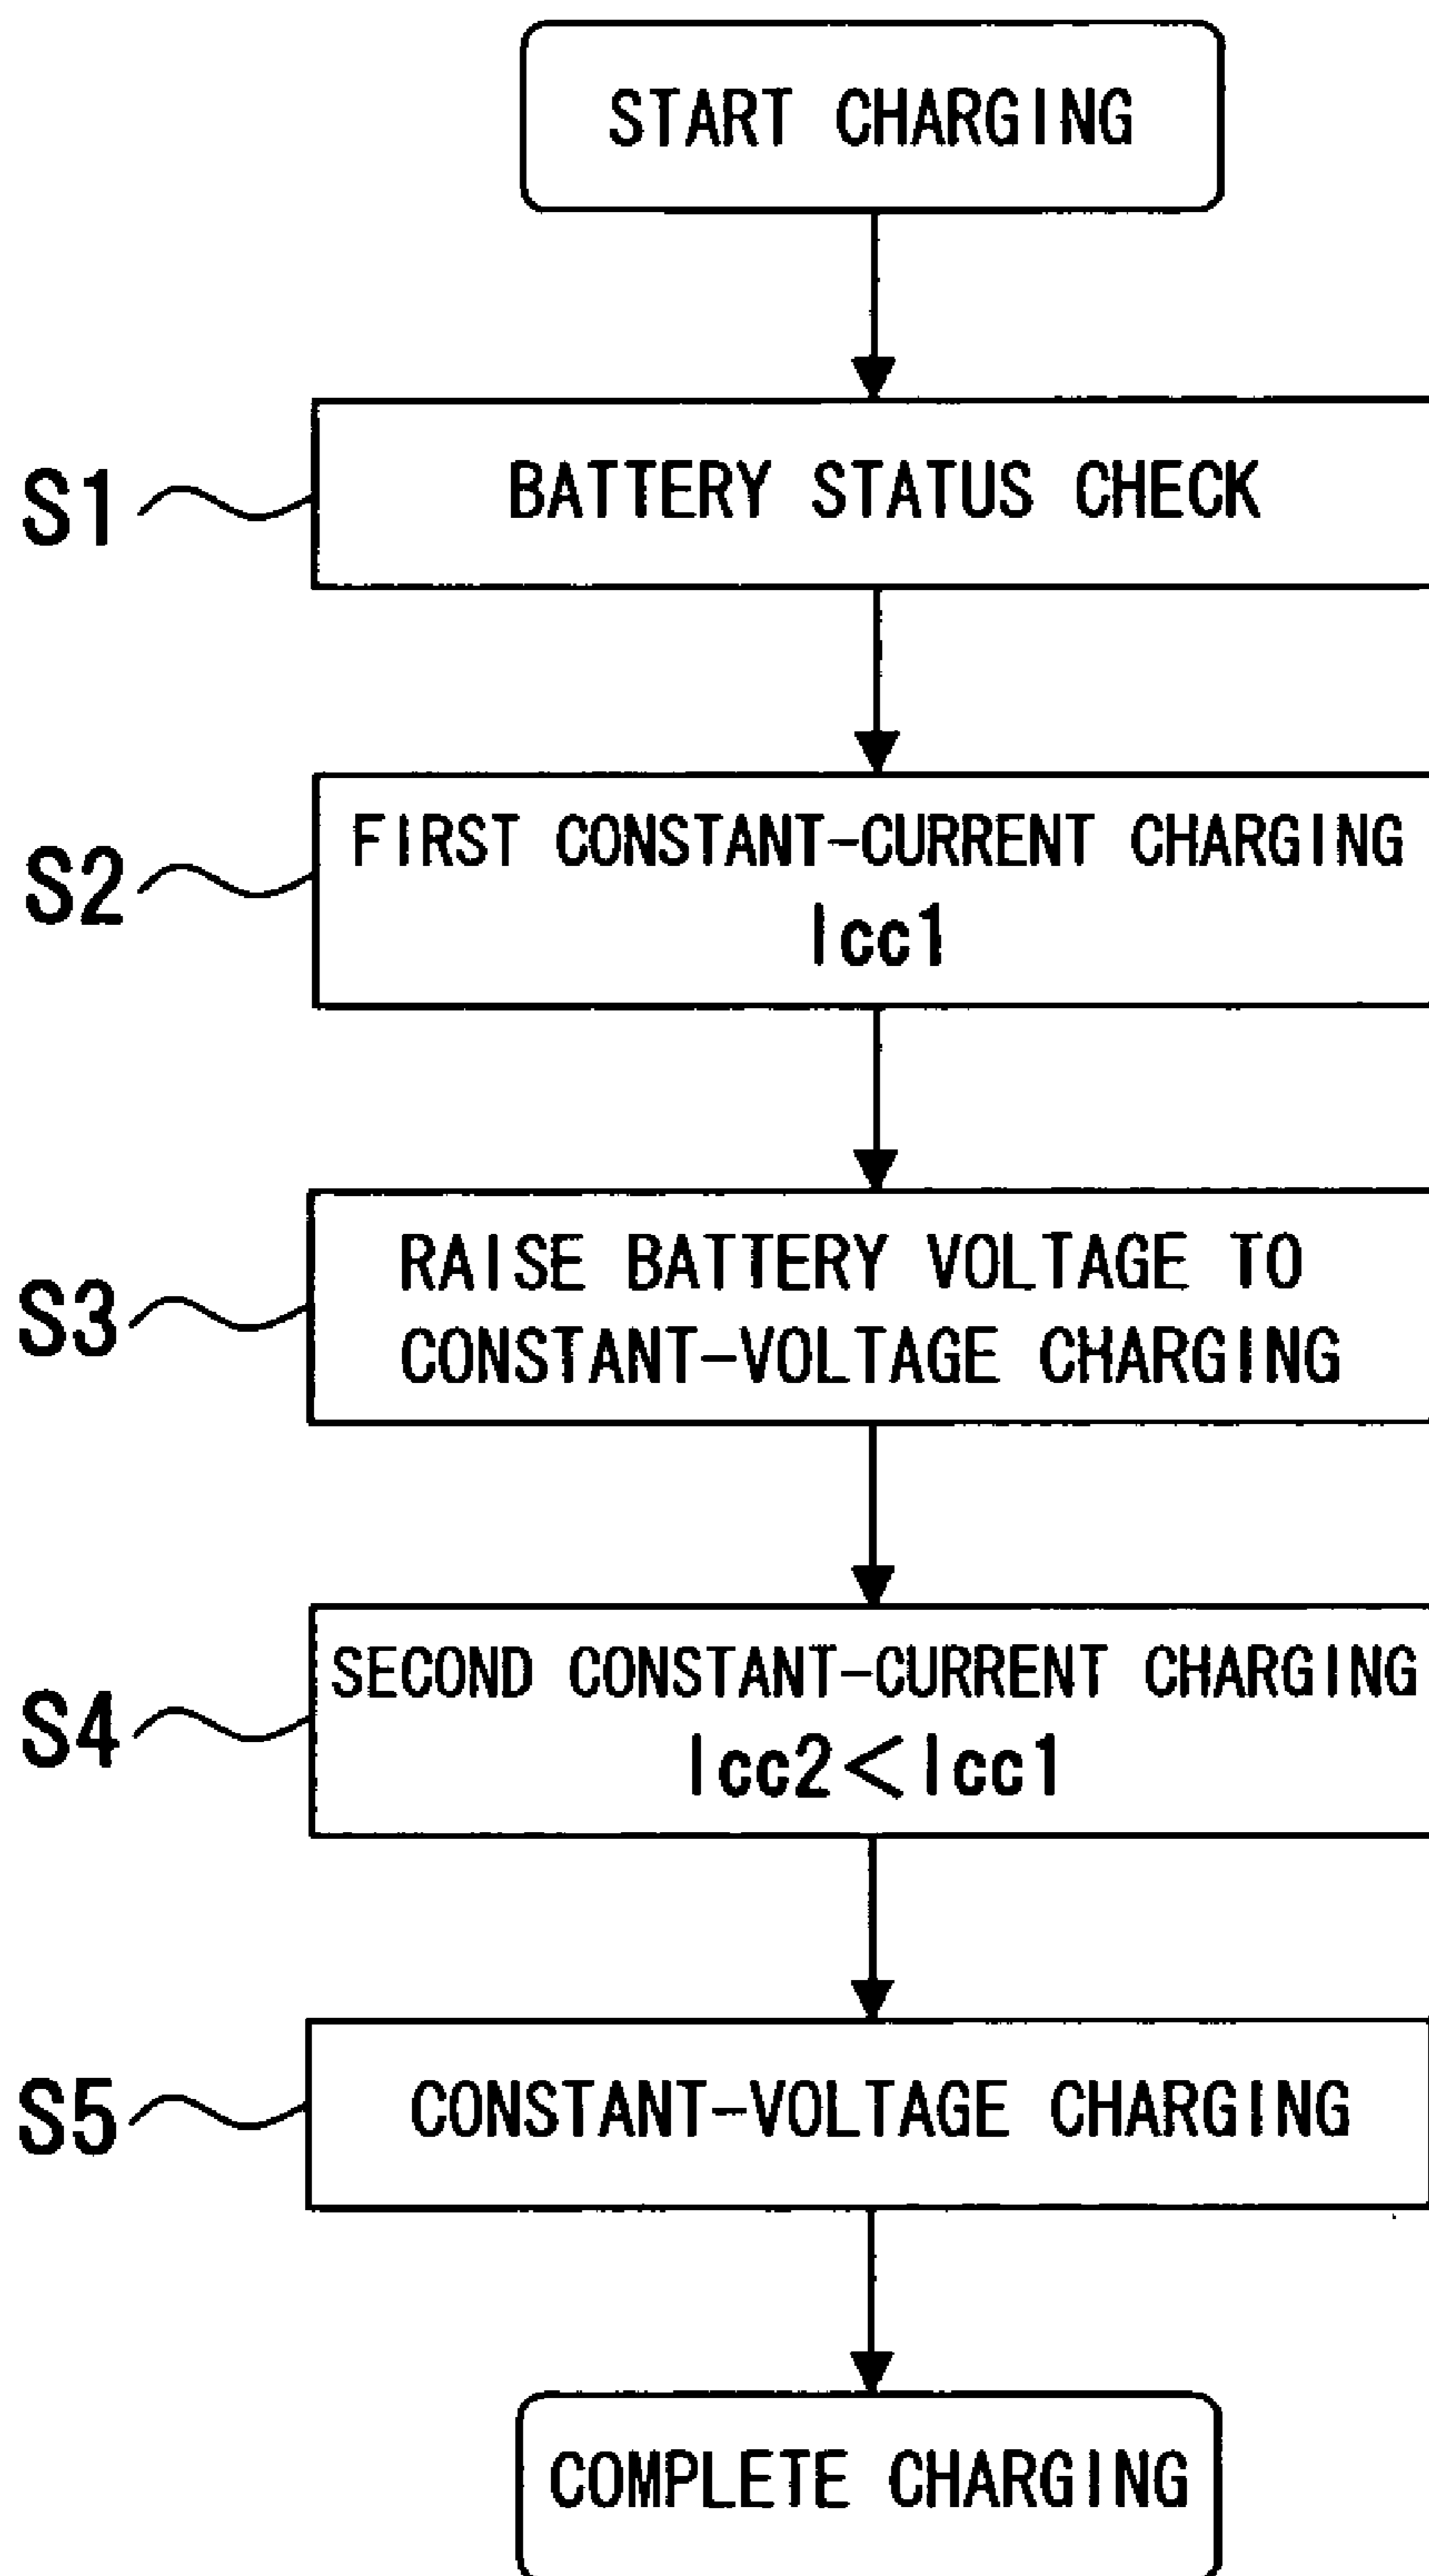 START CHARGING
S1
BATTERY STATUS CHECK
S2
FIRST CONSTANT-CURRENT CHARGING
Icc1
S3
RAISE BATTERY VOLTAGE TO
CONSTANT-VOLTAGE CHARGING
S4
SECOND CONSTANT-CURRENT CHARGING
Icc2<Icc1
S5
CONSTANT-VOLTAGE CHARGING
COMPLETE CHARGING